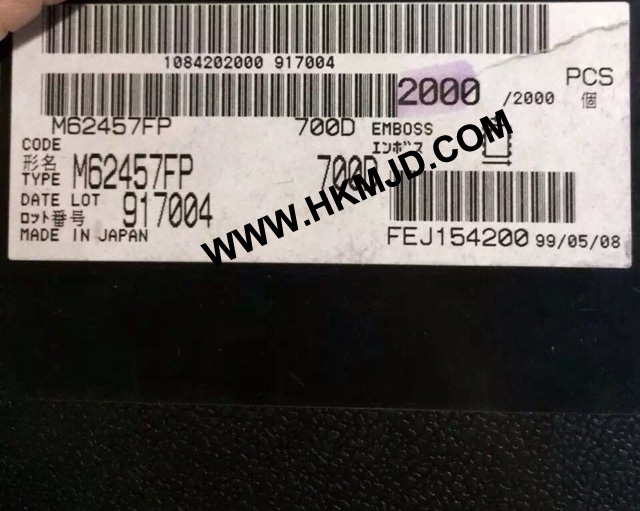 1084202000 917004
2000 /2000 PCS
個
M62457FP 700D EMBOSS
エンボス
CODE
形名
TYPE M62457FP 700D
DATE LOT
ロット番号 917004
MADE IN JAPAN
FEJ154200 99/05/08
WWW.HKMJD.COM